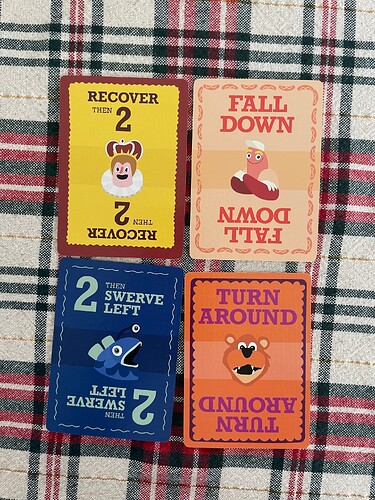 RECOVER
THEN 2
RECOVER
THEN 2
FALL
DOWN
FALL
DOWN
2 THEN
SWERVE
LEFT
2 THEN
SWERVE
LEFT
TURN
AROUND
TURN
AROUND